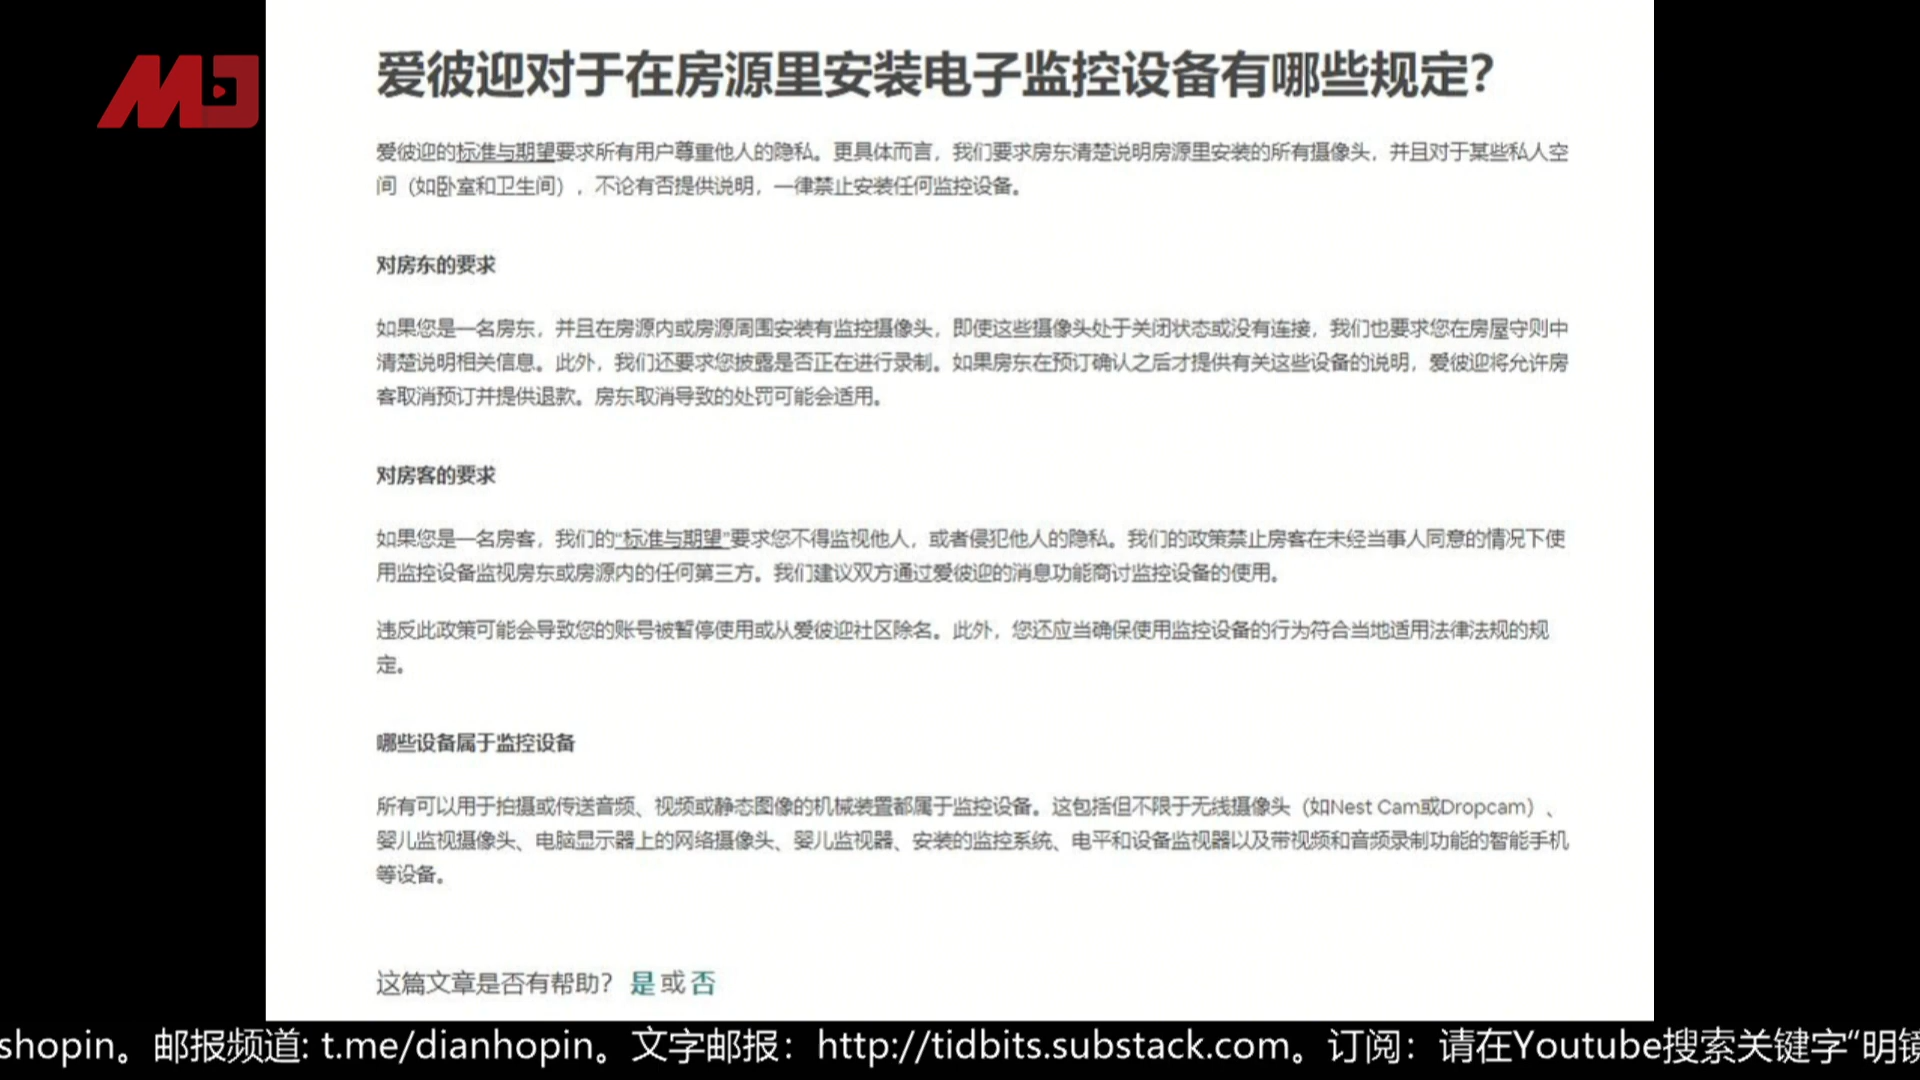 爱彼迎对于在房源里安装电子监控设备有哪些规定？
爱彼迎的标准与期望要求所有用户尊重他人的隐私。更具体而言，我们要求房东清楚说明房源里安装的所有摄像头，并且对于某些私人空
间（如卧室和卫生间），不论有否提供说明，一律禁止安装任何监控设备。
对房东的要求
如果您是一名房东，并且在房源内或房源周围安装有监控摄像头，即使这些摄像头处于关闭状态或没有连接，我们也要求您在房屋守则中
清楚说明相关信息。此外，我们还要求您披露是否正在进行录制。如果房东在预订确认之后才提供有关这些设备的说明，爱彼迎将允许房
客取消预订并提供退款。房东取消导致的处罚可能会适用。
对房客的要求
如果您是一名房客，我们的“标准与期望”要求您不得监视他人，或者侵犯他人的隐私。我们的政策禁止房客在未经当事人同意的情况下使
用监控设备监视房东或房源内的任何第三方。我们建议双方通过爱彼迎的消息功能商讨监控设备的使用。
违反此政策可能会导致您的账号被暂停使用或从爱彼迎社区除名。此外，您还应当确保使用监控设备的行为符合当地适用法律法规的规
定。
哪些设备属于监控设备
所有可以用于拍摄或传送音频、视频或静态图像的机械装置都属于监控设备。这包括但不限于无线摄像头（如Nest Cam或Dropcam）、
婴儿监视摄像头、电脑显示器上的网络摄像头、婴儿监视器、安装的监控系统、电平和设备监视器以及带视频和音频录制功能的智能手机
等设备。
这篇文章是否有帮助？ 是 或 否
shopin。邮报频道: t.me/dianhopin。文字邮报：http://tidbits.substack.com。订阅：请在Youtube搜索关键字“明镜